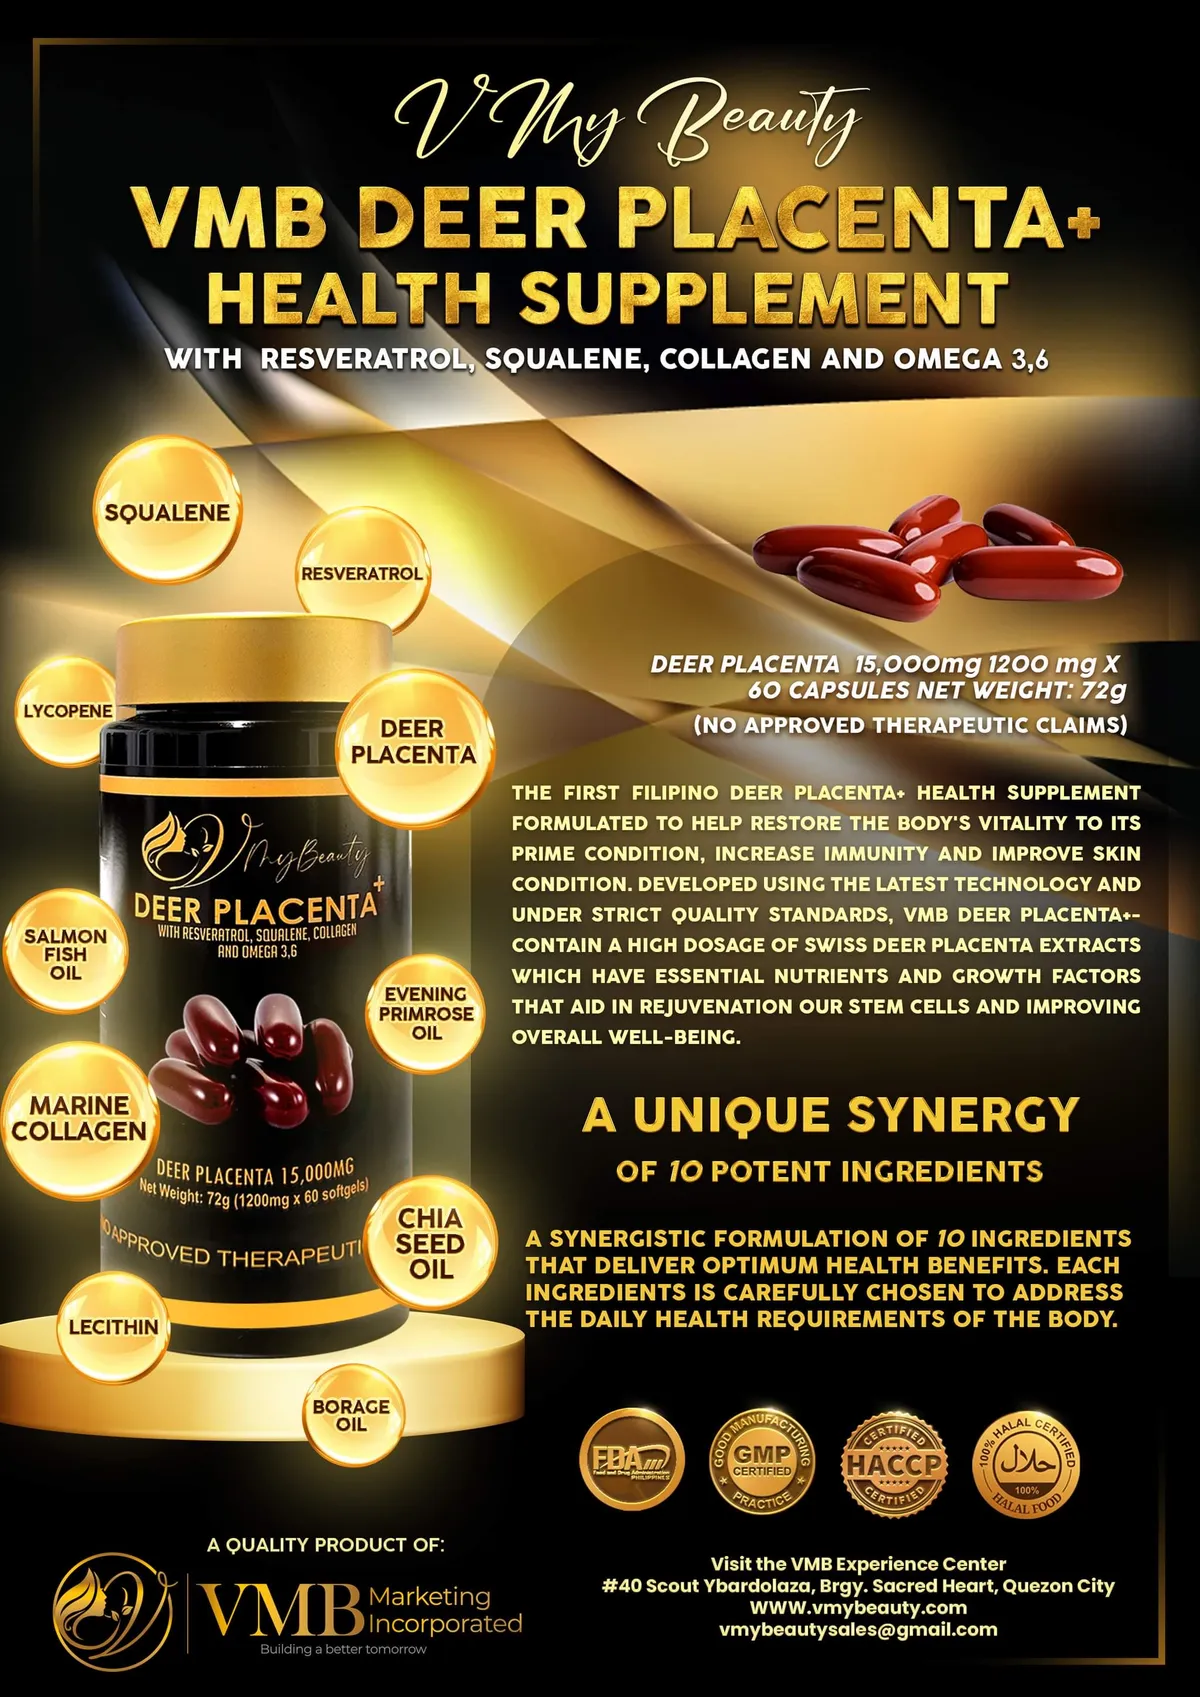 V My Beauty
VMB DEER PLACENTA+
HEALTH SUPPLEMENT
WITH RESVERATROL, SQUALENE, COLLAGEN AND OMEGA 3,6
SQUALENE
RESVERATROL
LYCOPENE
DEER
PLACENTA
SALMON
FISH
OIL
EVENING
PRIMROSE
OIL
MARINE
COLLAGEN
CHIA
SEED
OIL
LECITHIN
BORAGE
OIL
V My Beauty
DEER PLACENTA+
WITH RESVERATROL, SQUALENE, COLLAGEN
AND OMEGA 3,6
DEER PLACENTA 15,000MG
Net Weight: 72g (1200mg x 60 softgels)
NO APPROVED THERAPEUTI
DEER PLACENTA 15,000mg 1200 mg X
60 CAPSULES NET WEIGHT: 72g
(NO APPROVED THERAPEUTIC CLAIMS)
THE FIRST FILIPINO DEER PLACENTA+ HEALTH SUPPLEMENT
FORMULATED TO HELP RESTORE THE BODY'S VITALITY TO ITS
PRIME CONDITION, INCREASE IMMUNITY AND IMPROVE SKIN
CONDITION. DEVELOPED USING THE LATEST TECHNOLOGY AND
UNDER STRICT QUALITY STANDARDS, VMB DEER PLACENTA+-
CONTAIN A HIGH DOSAGE OF SWISS DEER PLACENTA EXTRACTS
WHICH HAVE ESSENTIAL NUTRIENTS AND GROWTH FACTORS
THAT AID IN REJUVENATION OUR STEM CELLS AND IMPROVING
OVERALL WELL-BEING.
A UNIQUE SYNERGY
OF 10 POTENT INGREDIENTS
A SYNERGISTIC FORMULATION OF 10 INGREDIENTS
THAT DELIVER OPTIMUM HEALTH BENEFITS. EACH
INGREDIENTS IS CAREFULLY CHOSEN TO ADDRESS
THE DAILY HEALTH REQUIREMENTS OF THE BODY.
FDA
Food and Drug Administration
PHILIPPINES
GOOD MANUFACTURING
GMP
CERTIFIED
PRACTICE
CERTIFIED
HACCP
CERTIFIED
100% HALAL CERTIFIED
حلال
100%
HALAL FOOD
A QUALITY PRODUCT OF:
VMB Marketing
Incorporated
Building a better tomorrow
Visit the VMB Experience Center
#40 Scout Ybardolaza, Brgy. Sacred Heart, Quezon City
WWW.vmybeauty.com
vmybeautysales@gmail.com